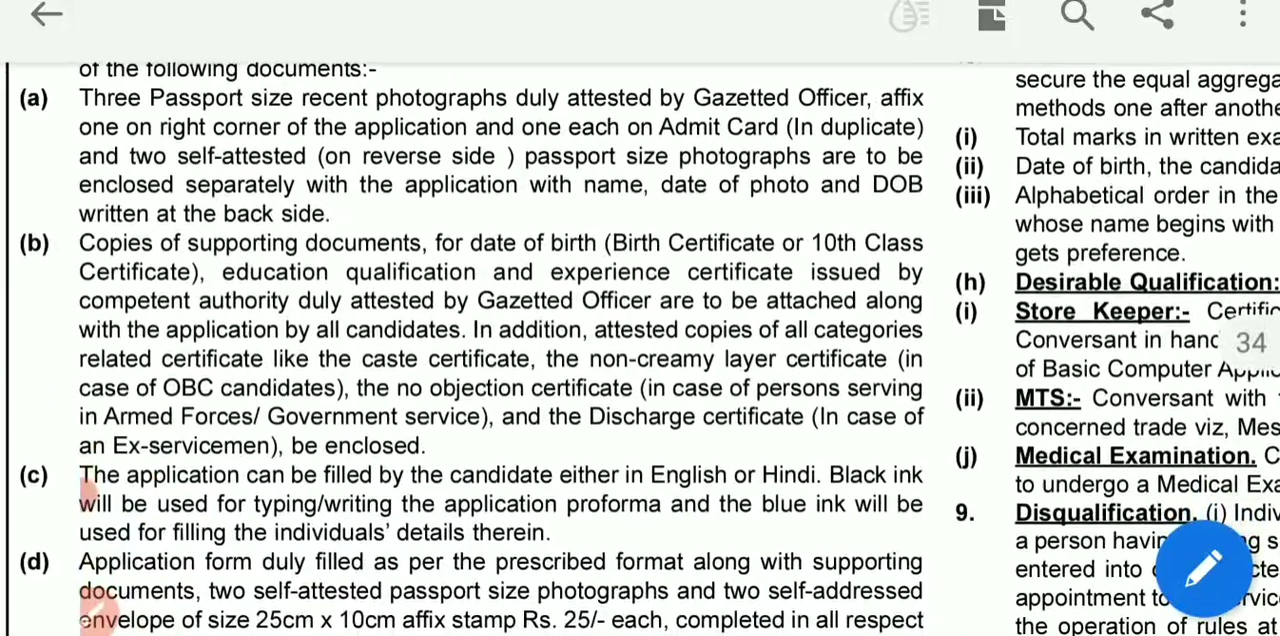 of the following documents:-
(a) Three Passport size recent photographs duly attested by Gazetted Officer, affix
one on right corner of the application and one each on Admit Card (In duplicate)
and two self-attested (on reverse side ) passport size photographs are to be
enclosed separately with the application with name, date of photo and DOB
written at the back side.
(b) Copies of supporting documents, for date of birth (Birth Certificate or 10th Class
Certificate), education qualification and experience certificate issued by
competent authority duly attested by Gazetted Officer are to be attached along
with the application by all candidates. In addition, attested copies of all categories
related certificate like the caste certificate, the non-creamy layer certificate (in
case of OBC candidates), the no objection certificate (in case of persons serving
in Armed Forces/ Government service), and the Discharge certificate (In case of
an Ex-servicemen), be enclosed.
(c) The application can be filled by the candidate either in English or Hindi. Black ink
will be used for typing/writing the application proforma and the blue ink will be
used for filling the individuals' details therein.
(d) Application form duly filled as per the prescribed format along with supporting
documents, two self-attested passport size photographs and two self-addressed
envelope of size 25cm x 10cm affix stamp Rs. 25/- each, completed in all respect
secure the equal
methods one after
(i) Total marks in written
(ii) Date of birth, the
(iii) Alphabetical order in the
whose name begins with
gets preference.
(h) Desirable Qualification:
(i) Store Keeper:-
Conversant in
34
of Basic Computer
(ii) MTS:- Conversant with
concerned trade viz,
(j) Medical Examination.
to undergo a Medical
9. Disqualification. (i)
a person
entered into
appointment
the operation of rules at